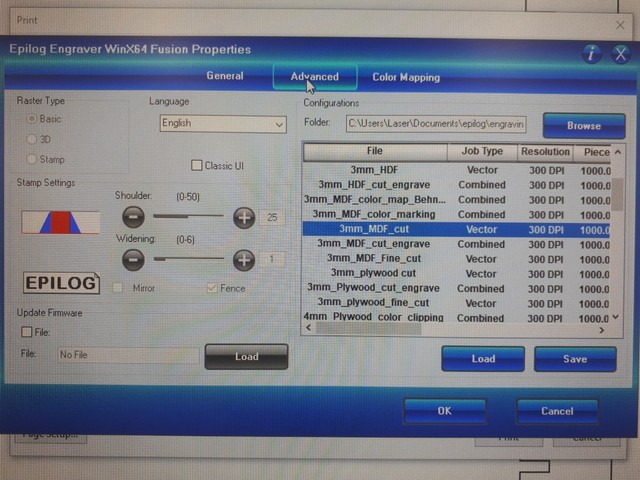 Print
Epilog Engraver WinX64 Fusion Properties
i X
General Advanced Color Mapping
Raster Type
Basic
3D
Stamp
Language
English
Classic UI
Stamp Settings
Shoulder: (0-50)
25
Widening: (0-6)
1
EPILOG
Mirror
Fence
Update Firmware
File:
File: No File
Load
Configurations
Folder: C:\Users\Laser\Documents\epilog\engravin
Browse
File Job Type Resolution Piece
3mm_HDF Vector 300 DPI 1000.0
3mm_HDF_cut_engrave Combined 300 DPI 1000.0
3mm_MDF_color_map_Behn... Combined 300 DPI 1000.0
3mm_MDF_color_marking Combined 300 DPI 1000.0
3mm_MDF_cut Vector 300 DPI 1000.0
3mm_MDF_cut_engrave Combined 300 DPI 1000.0
3mm_MDF_Fine_cut Vector 300 DPI 1000.0
3mm_plywood cut Vector 300 DPI 1000.0
3mm_Plywood_cut_engrave Combined 300 DPI 1000.0
3mm_plywood_fine_cut Vector 300 DPI 1000.0
4mm_Plywood_color_clipping Combined 300 DPI 1000.0
Load Save
OK Cancel
Page Setup...
Print Cancel